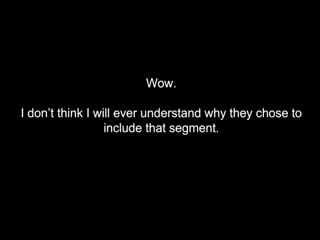 Wow.
I don’t think I will ever understand why they chose to
include that segment.